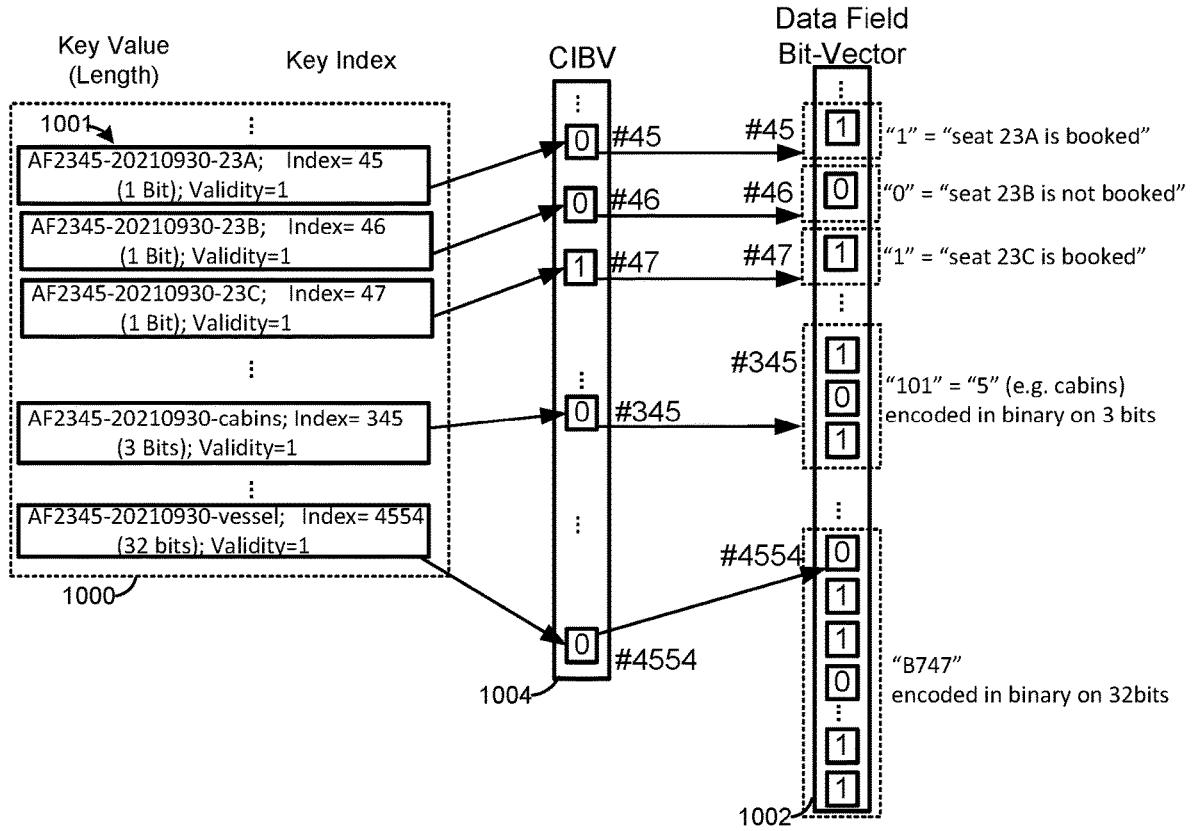 Key Value
(Length)
Key Index
CIBV
Data Field
Bit-Vector
1001
⋮
AF2345-20210930-23A; Index= 45
(1 Bit); Validity=1
AF2345-20210930-23B; Index= 46
(1Bit); Validity=1
AF2345-20210930-23C; Index= 47
(1 Bit); Validity=1
⋮
AF2345-20210930-cabins; Index= 345
(3 Bits); Validity=1
⋮
AF2345-20210930-vessel; Index= 4554
(32 bits); Validity=1
1000
⋮
0 #45
0 #46
1 #47
⋮
0 #345
⋮
0
#4554
1004
⋮
#45 1 “1” = “seat 23A is booked”
#46 0 “0” = “seat 23B is not booked”
#47 1 “1” = “seat 23C is booked”
⋮
#345
1
0
1
“101” = “5” (e.g. cabins)
encoded in binary on 3 bits
⋮
#4554
0
1
1
0
⋮
1
1
“B747”
encoded in binary on 32bits
1002